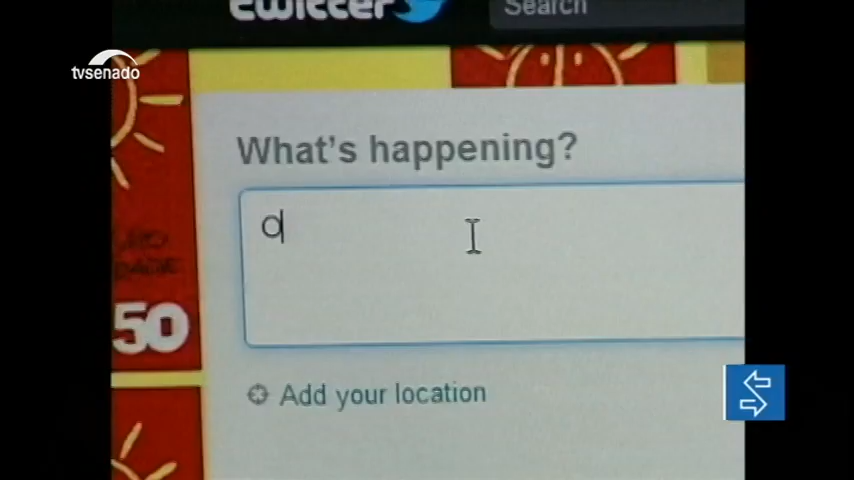 twitter
Search
tvsenado
What's happening?
o
50
Add your location